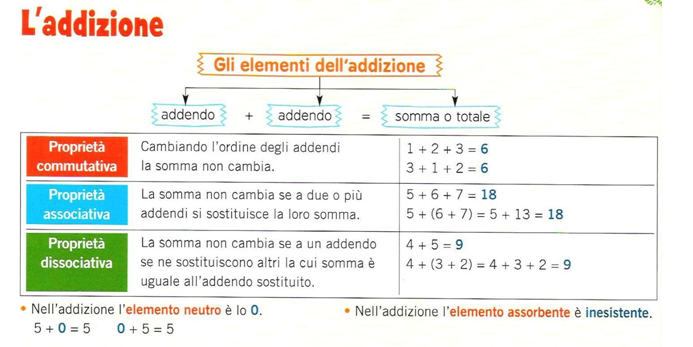 L'addizione
Gli elementi dell'addizione
addendo + addendo = somma o totale
Proprietà
commutativa
Cambiando l'ordine degli addendi
la somma non cambia.
1 + 2 + 3 = 6
3 + 1 + 2 = 6
Proprietà
associativa
La somma non cambia se a due o più
addendi si sostituisce la loro somma.
5 + 6 + 7 = 18
5 + (6 + 7) = 5 + 13 = 18
Proprietà
dissociativa
La somma non cambia se a un addendo
se ne sostituiscono altri la cui somma è
uguale all'addendo sostituito.
4 + 5 = 9
4 + (3 + 2) = 4 + 3 + 2 = 9
• Nell'addizione l'elemento neutro è lo 0.
5 + 0 = 5 0 + 5 = 5
• Nell'addizione l'elemento assorbente è inesistente.